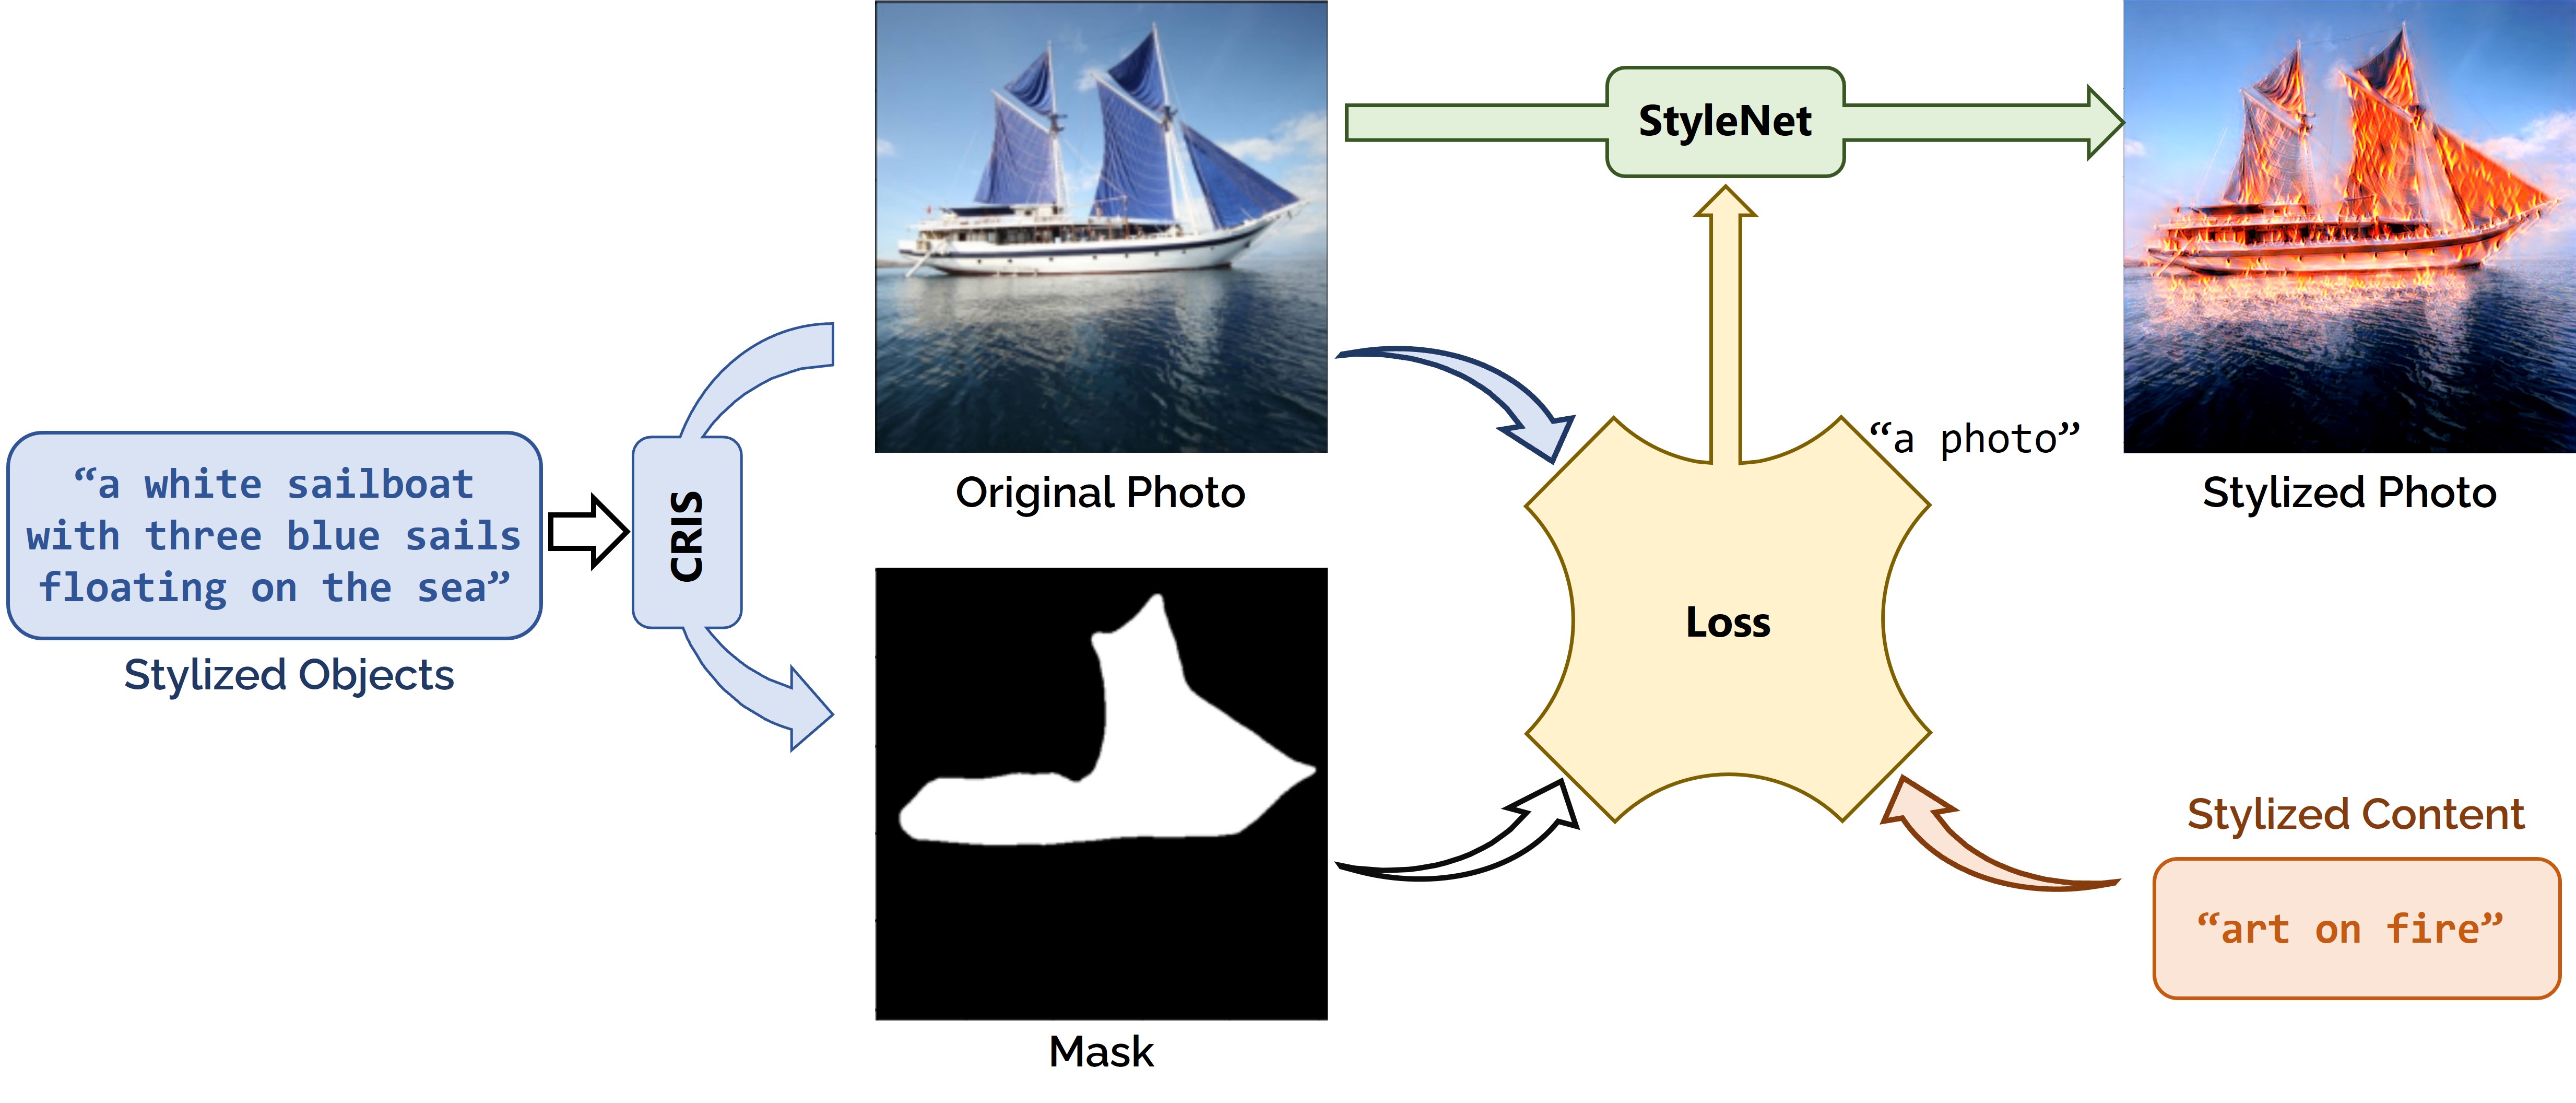 “a white sailboat
with three blue sails
floating on the sea”
Stylized Objects
CRIS
Original Photo
Mask
StyleNet
Loss
“a photo”
Stylized Photo
Stylized Content
“art on fire”